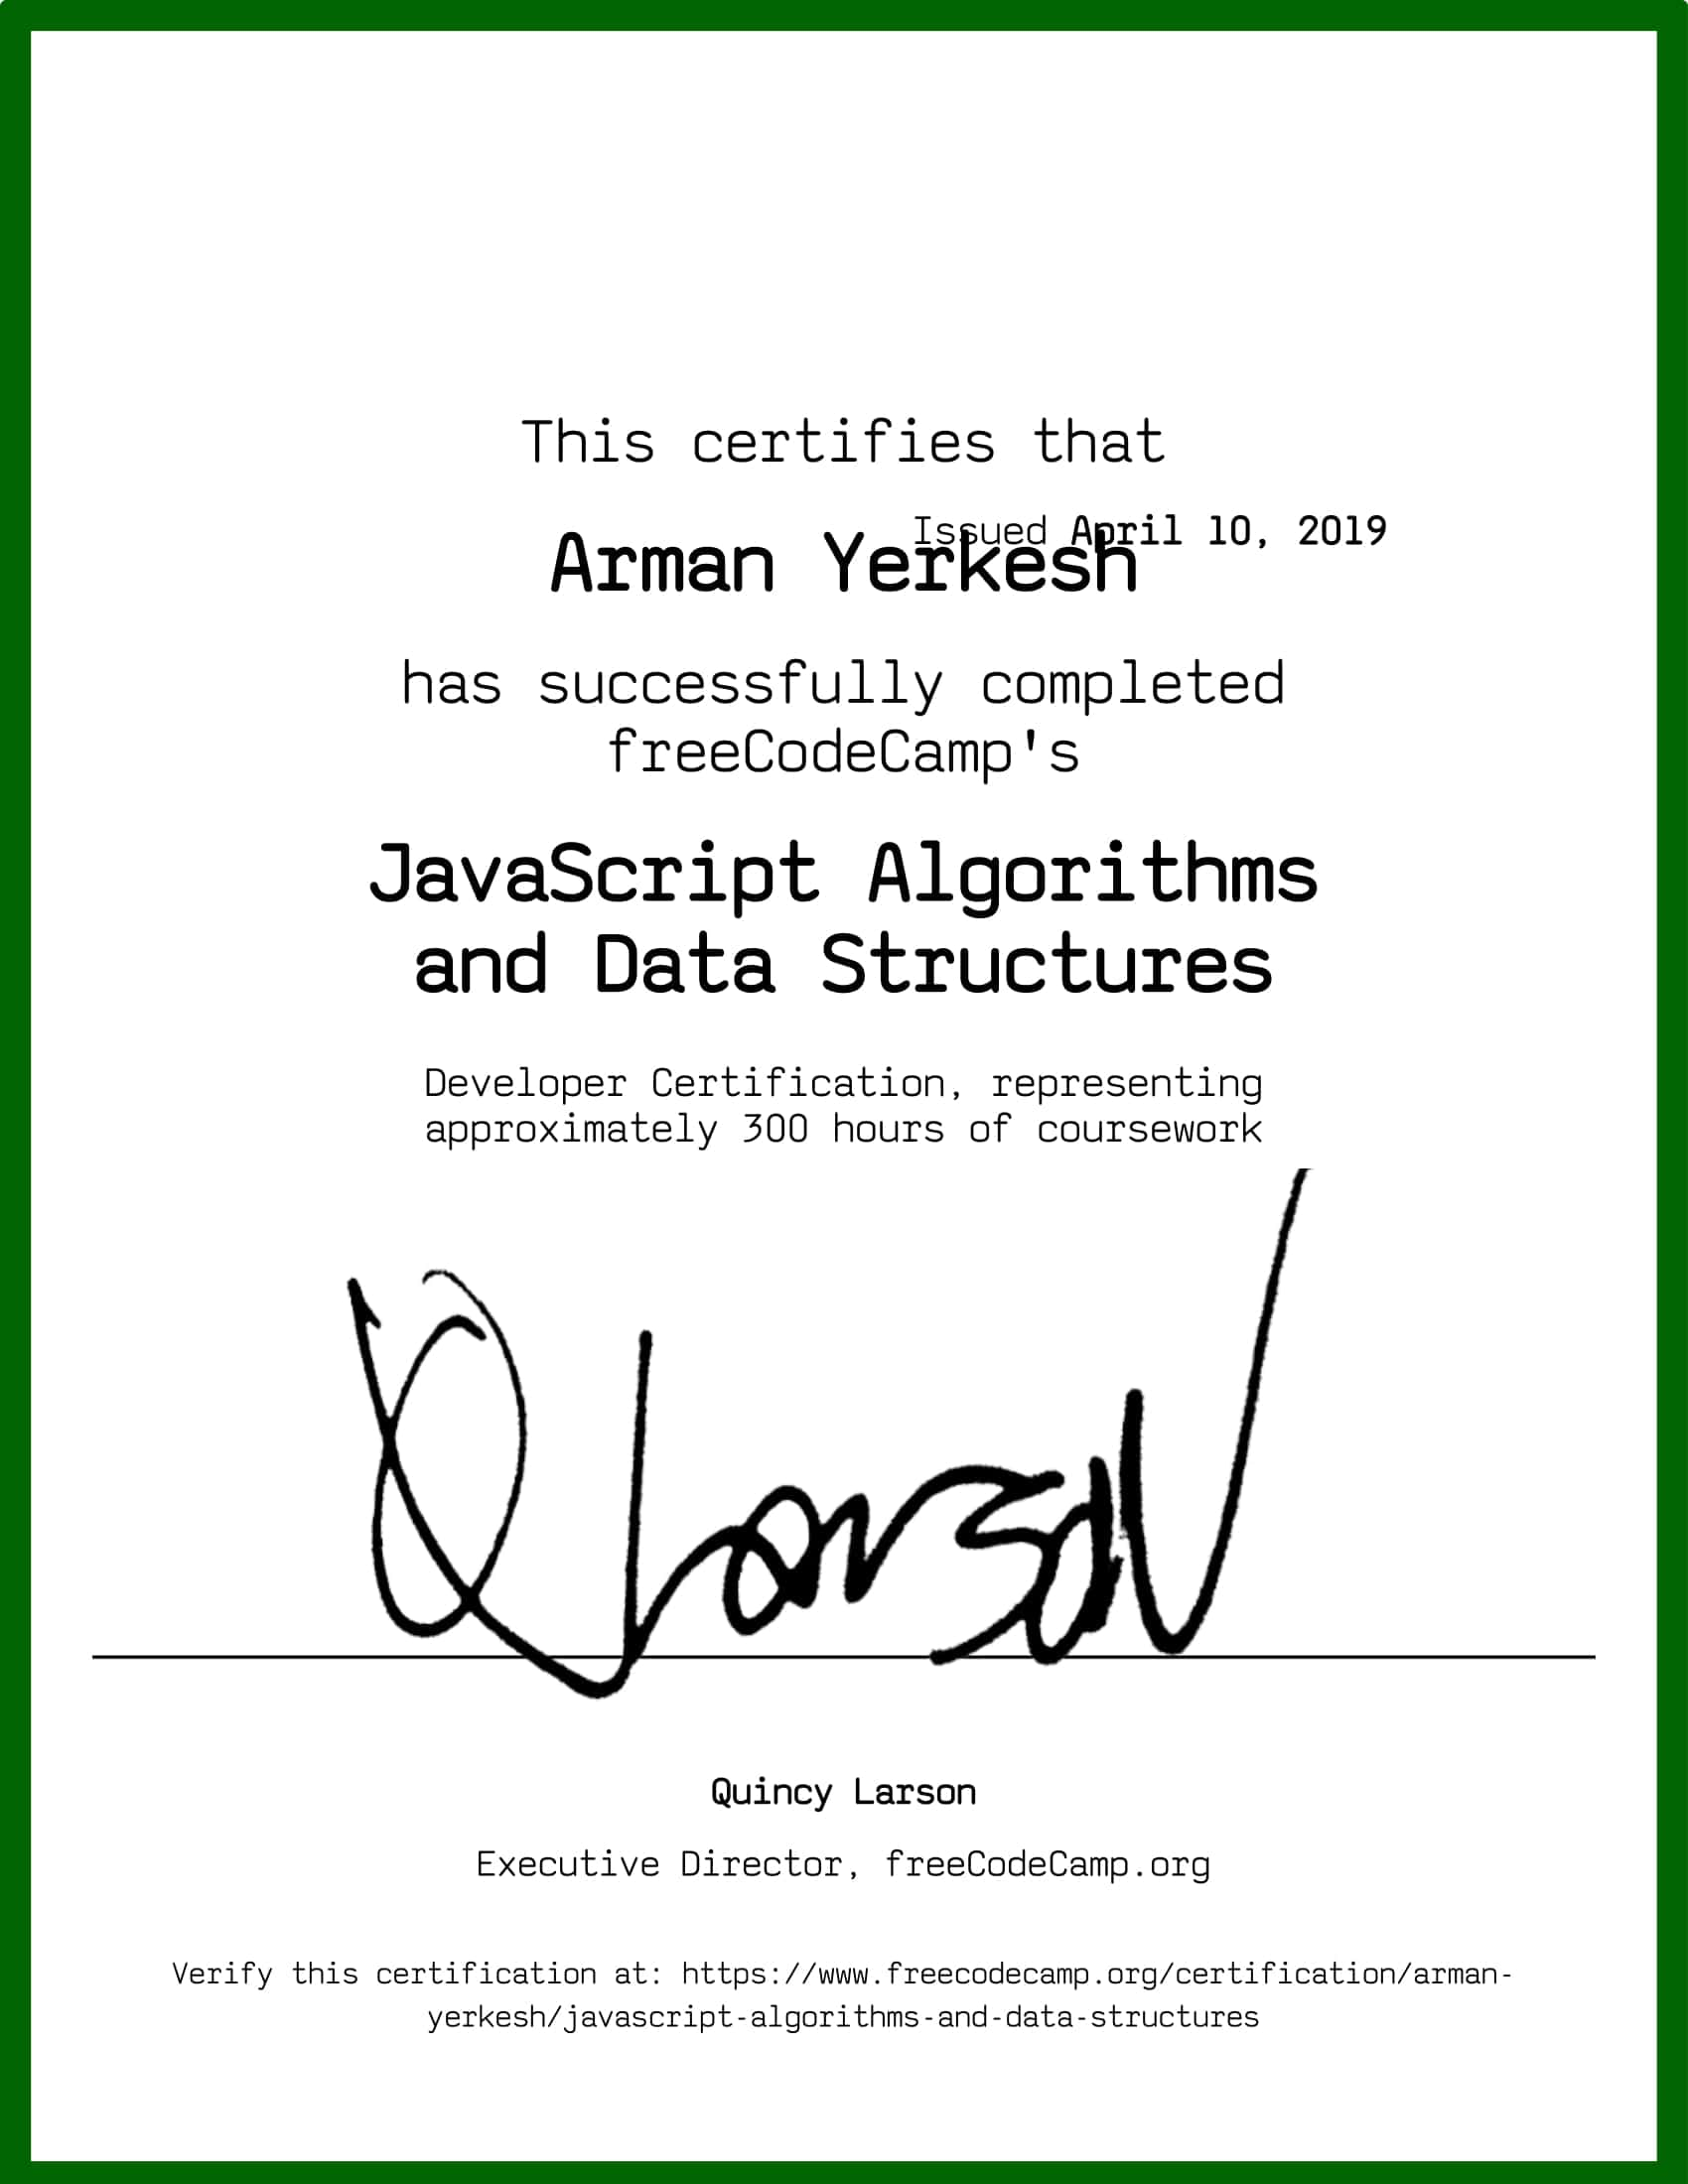 This certifies that
Issued April 10, 2019
Arman Yerkesh
has successfully completed
freeCodeCamp's
JavaScript Algorithms
and Data Structures
Developer Certification, representing
approximately 300 hours of coursework
QLarson
Quincy Larson
Executive Director, freeCodeCamp.org
Verify this certification at: https://www.freecodecamp.org/certification/arman-
yerkesh/javascript-algorithms-and-data-structures